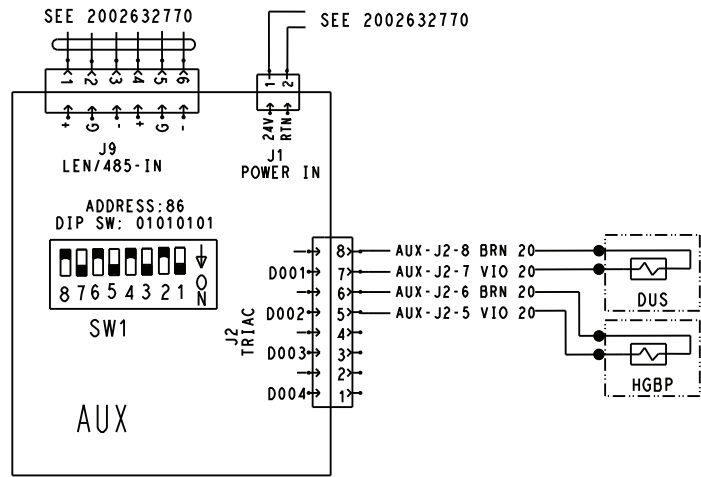 SEE 2002632770
SEE 2002632770
1 2 3 4 5 6
1 2
+ G - + G -
24V RTN
J9
LEN/485-IN
J1
POWER IN
ADDRESS:86
DIP SW: 01010101
8 7 6 5 4 3 2 1 ON
SW1
J2
TRIAC
8 AUX-J2-8 BRN 20
DO01 7 AUX-J2-7 VIO 20
6 AUX-J2-6 BRN 20
DO02 5 AUX-J2-5 VIO 20
4
DO03 3
2
DO04 1
DUS
HGBP
AUX